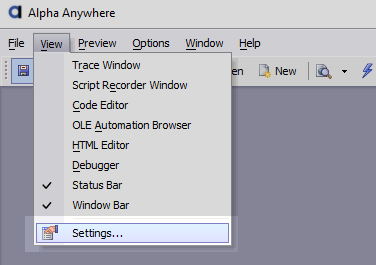 Alpha Anywhere
File View Preview Options Window Help
Trace Window
New
Script Recorder Window
Code Editor
OLE Automation Browser
HTML Editor
Debugger
Status Bar
Window Bar
Settings...